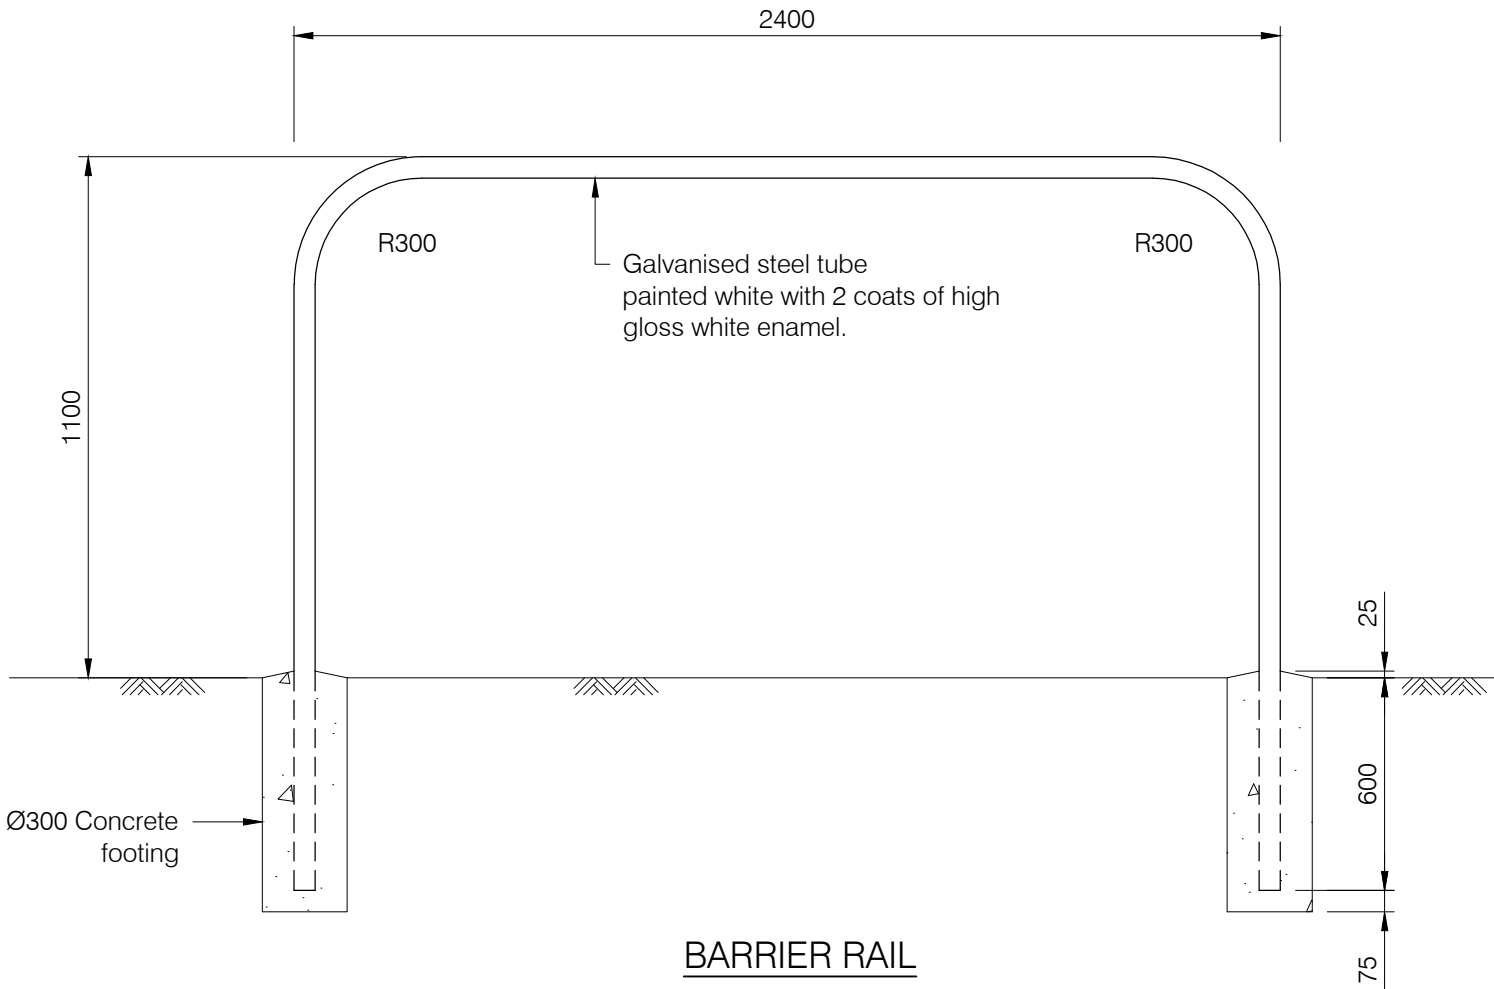 2400
R300
R300
Galvanised steel tube
painted white with 2 coats of high
gloss white enamel.
1100
25
600
Ø300 Concrete
footing
BARRIER RAIL
75